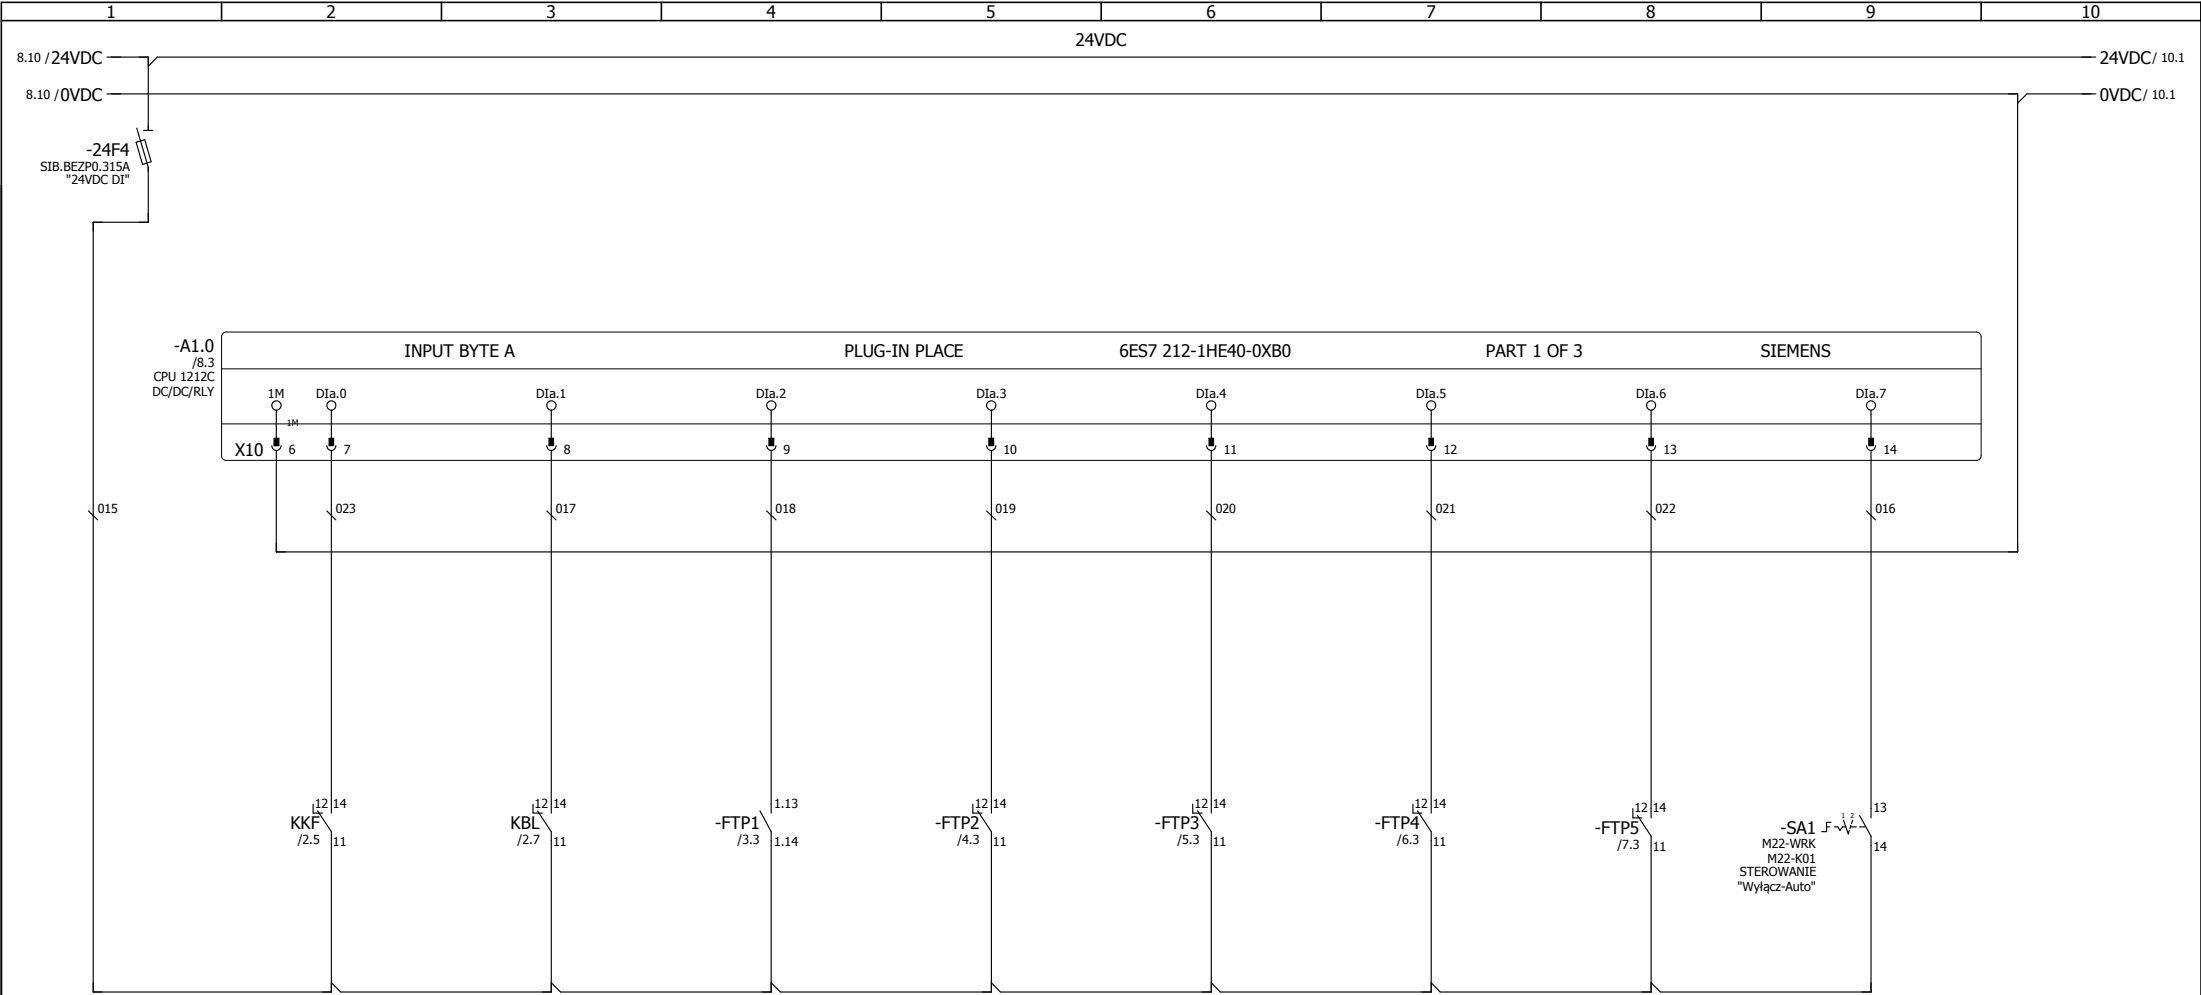 1 2 3 4 5 6 7 8 9 10
24VDC
8.10 /24VDC
24VDC/ 10.1
8.10 /0VDC
0VDC/ 10.1
-24F4
SIB.BEZP0.315A
"24VDC DI"
-A1.0
/8.3
CPU 1212C
DC/DC/RLY
INPUT BYTE A PLUG-IN PLACE 6ES7 212-1HE40-0XB0 PART 1 OF 3 SIEMENS
1M DIa.0 DIa.1 DIa.2 DIa.3 DIa.4 DIa.5 DIa.6 DIa.7
1M
X10 6 7 8 9 10 11 12 13 14
015 023 017 018 019 020 021 022 016
12 14 12 14 1.13 12 14 12 14 12 14 12 14 13
KKF KBL -FTP1 -FTP2 -FTP3 -FTP4 -FTP5 -SA1 1 2
/2.5 11 /2.7 11 /3.3 1.14 /4.3 11 /5.3 11 /6.3 11 /7.3 11 14
M22-WRK
M22-K01
STEROWANIE
"Wyłącz-Auto"